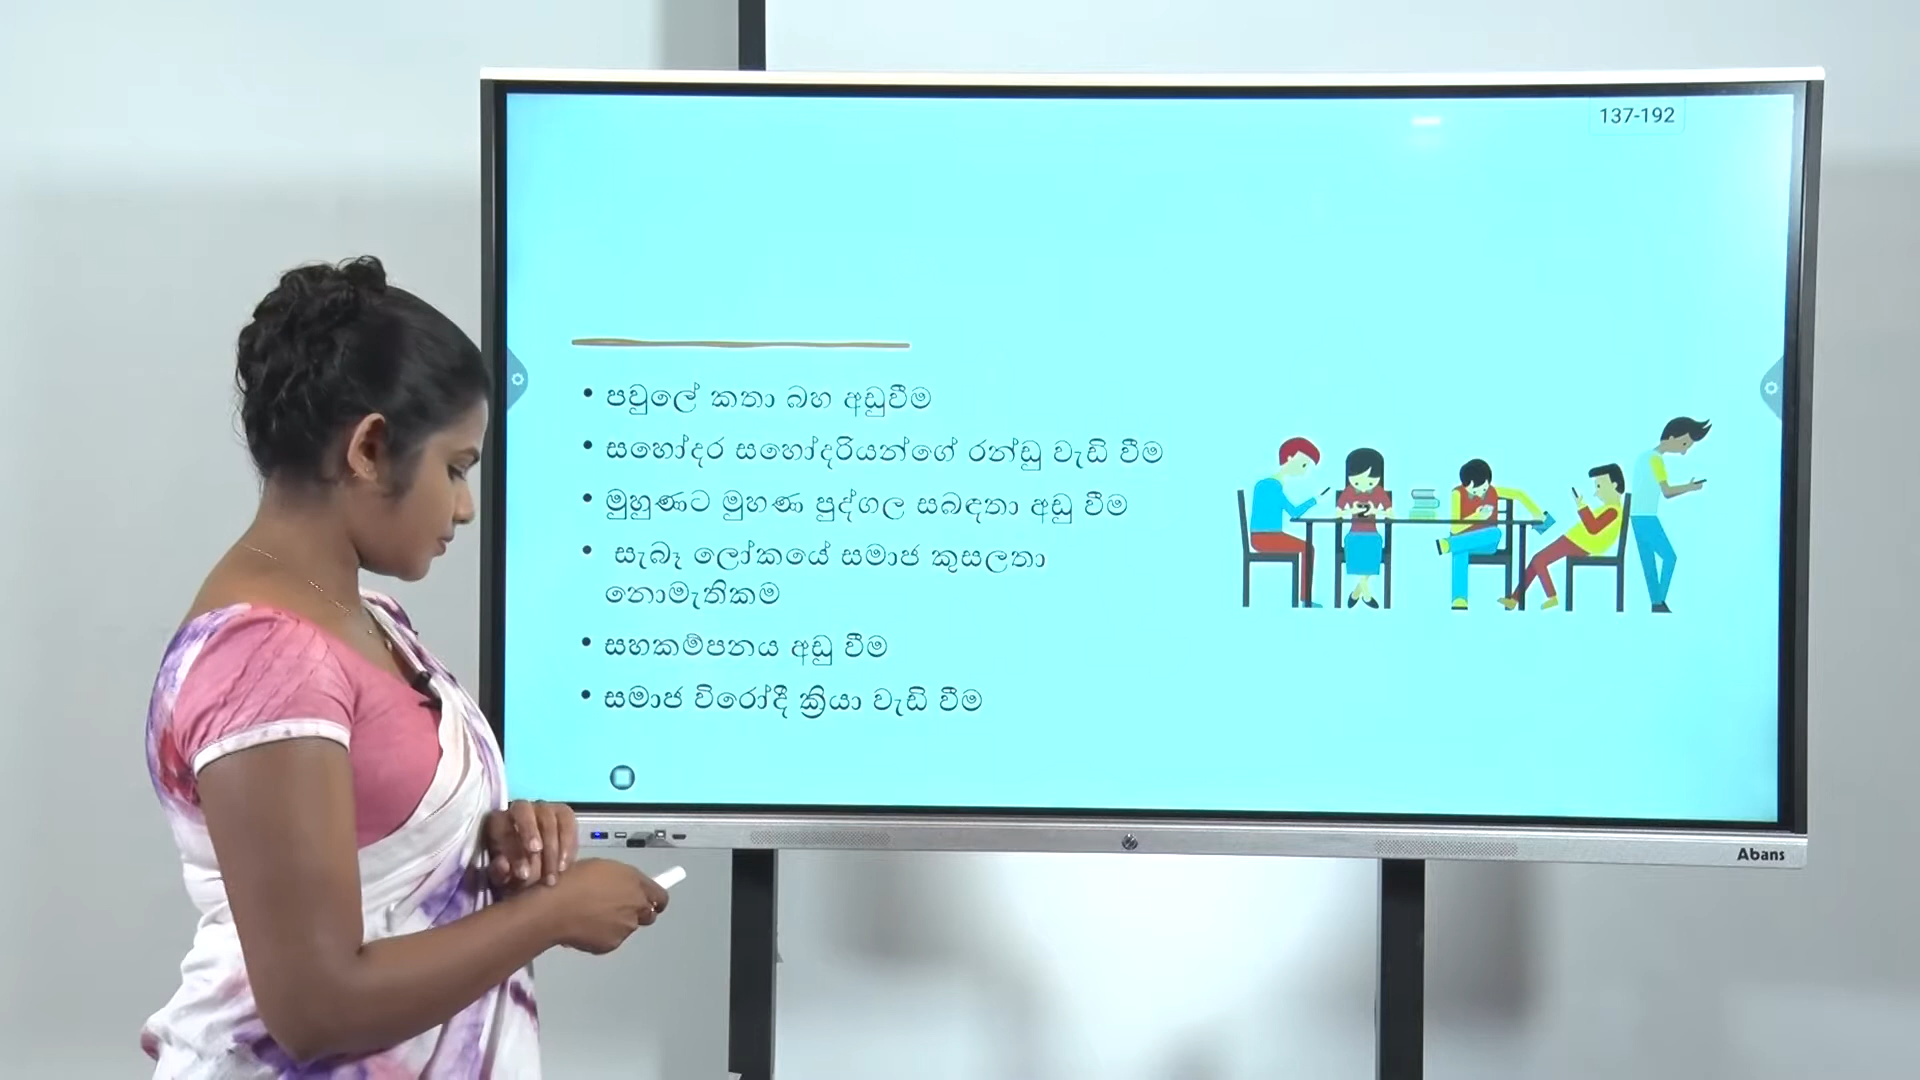 137-192
• පවුලේ කතා බහ අඩුවීම
• සහෝදර සහෝදරියන්ගේ රන්ඩු වැඩි වීම
• මුහුණට මුහණ පුද්ගල සබඳතා අඩු වීම
• සැබෑ ලෝකයේ සමාජ කුසලතා
නොමැතිකම
• සහකම්පනය අඩු වීම
• සමාජ විරෝදී ක්‍රියා වැඩි වීම
Abans